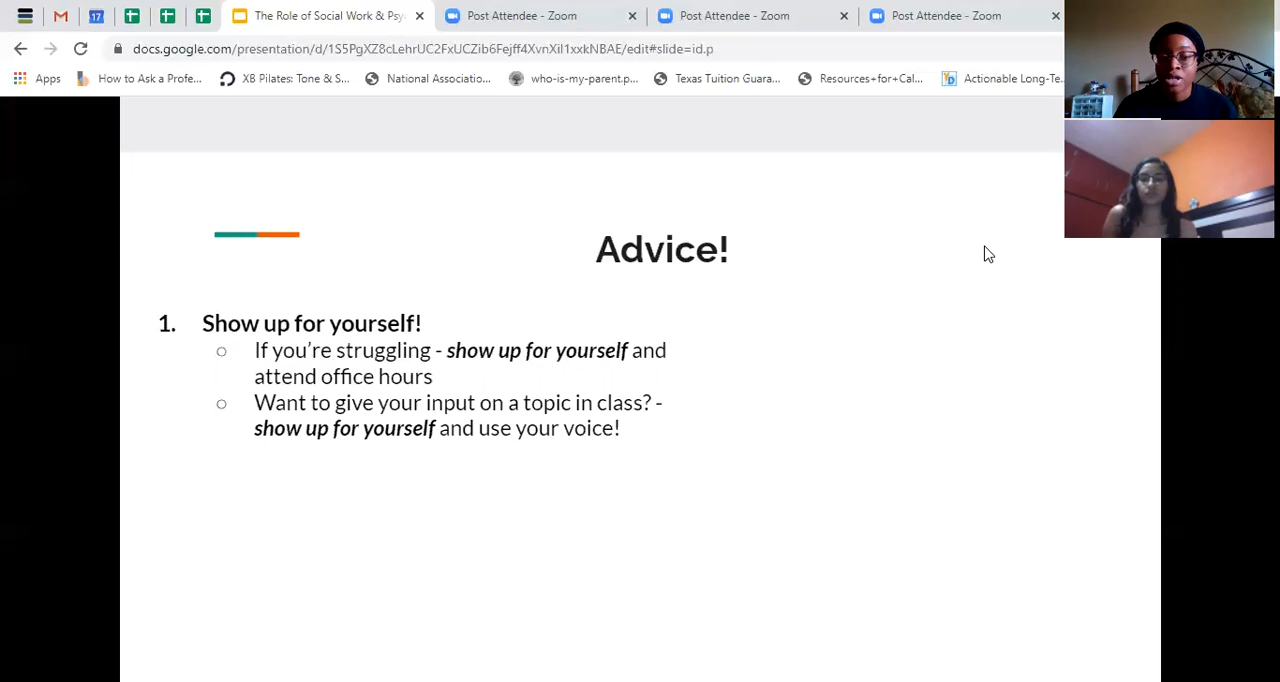 The Role of Social Work & Psy
Post Attendee - Zoom
Post Attendee - Zoom
Post Attendee - Zoom
docs.google.com/presentation/d/1S5PgXZ8cLehrUC2FxUCZib6Fejff4XvnXil1xxkNBAE/edit#slide=id.p
17
Apps
How to Ask a Profe...
XB Pilates: Tone & S...
National Associatio...
who-is-my-parent.p...
Texas Tuition Guara...
Resources+for+Cal...
Actionable Long-Te...
Advice!
1. Show up for yourself!
○ If you’re struggling - show up for yourself and
attend office hours
○ Want to give your input on a topic in class? -
show up for yourself and use your voice!